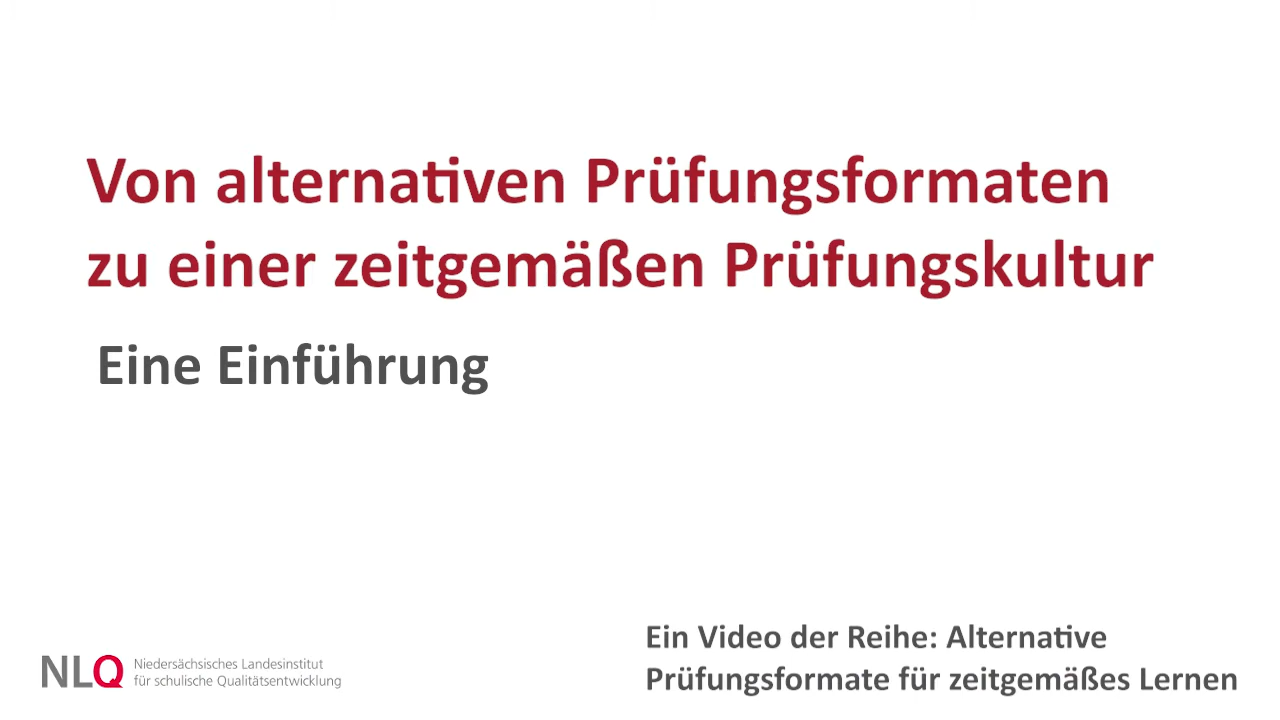 Von alternativen Prüfungsformaten
zu einer zeitgemäßen Prüfungskultur
Eine Einführung
Ein Video der Reihe: Alternative
Prüfungsformate für zeitgemäßes Lernen
NLQ
Niedersächsisches Landesinstitut
für schulische Qualitätsentwicklung